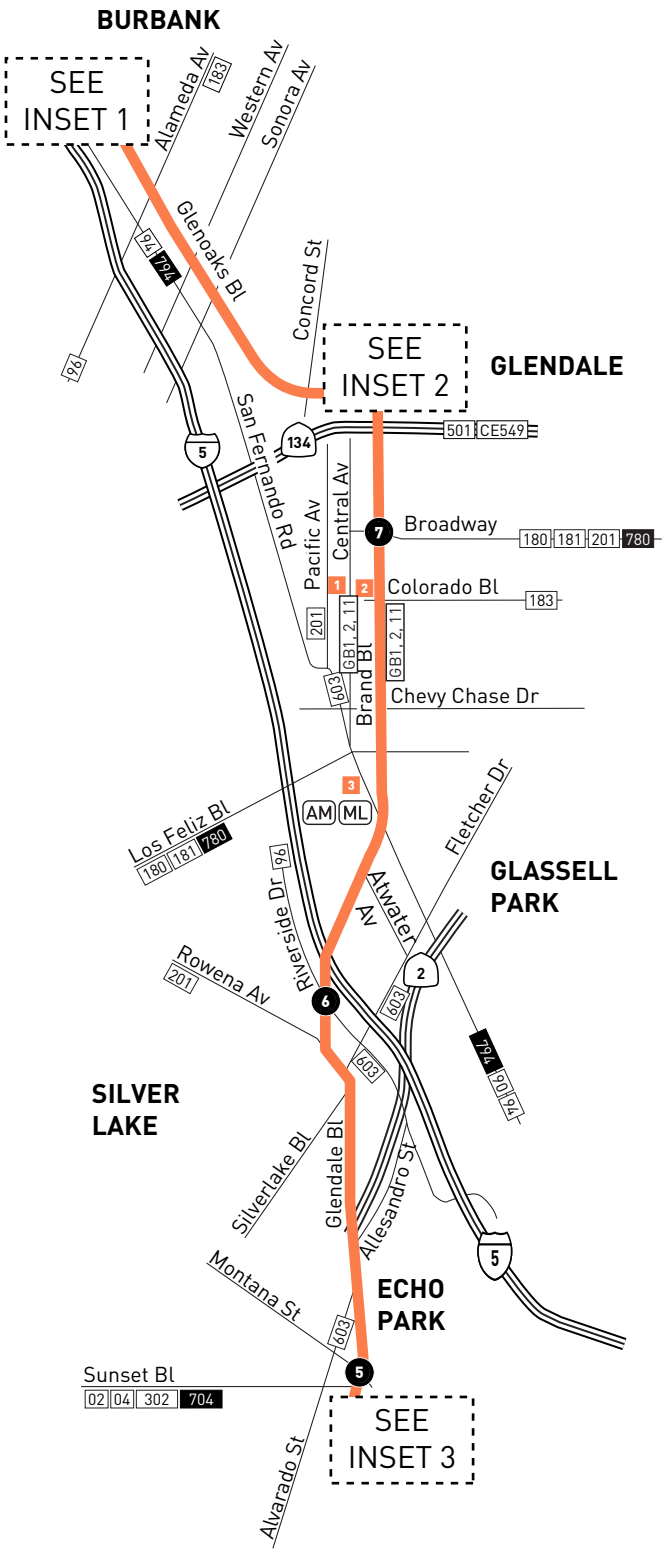 BURBANK
SEE
INSET 1
Alameda Av
183
Western Av
Sonora Av
Glenoaks Bl
94
794
Concord St
96
SEE
INSET 2
GLENDALE
5
134
501
CE549
San Fernando Rd
Pacific Av
Central Av
7
Broadway
180
181
201
780
1
2
Colorado Bl
183
201
GB1, 2, 11
GB1, 2, 11
Brand Bl
603
Chevy Chase Dr
3
AM
ML
Los Feliz Bl
180
181
780
Fletcher Dr
96
Riverside Dr
Atwater
Av
GLASSELL
PARK
Rowena Av
201
2
603
6
794
90
94
603
SILVER
LAKE
Silverlake Bl
Glendale Bl
Allesandro St
5
Montana St
ECHO
PARK
603
5
Sunset Bl
02
04
302
704
SEE
INSET 3
Alvarado St